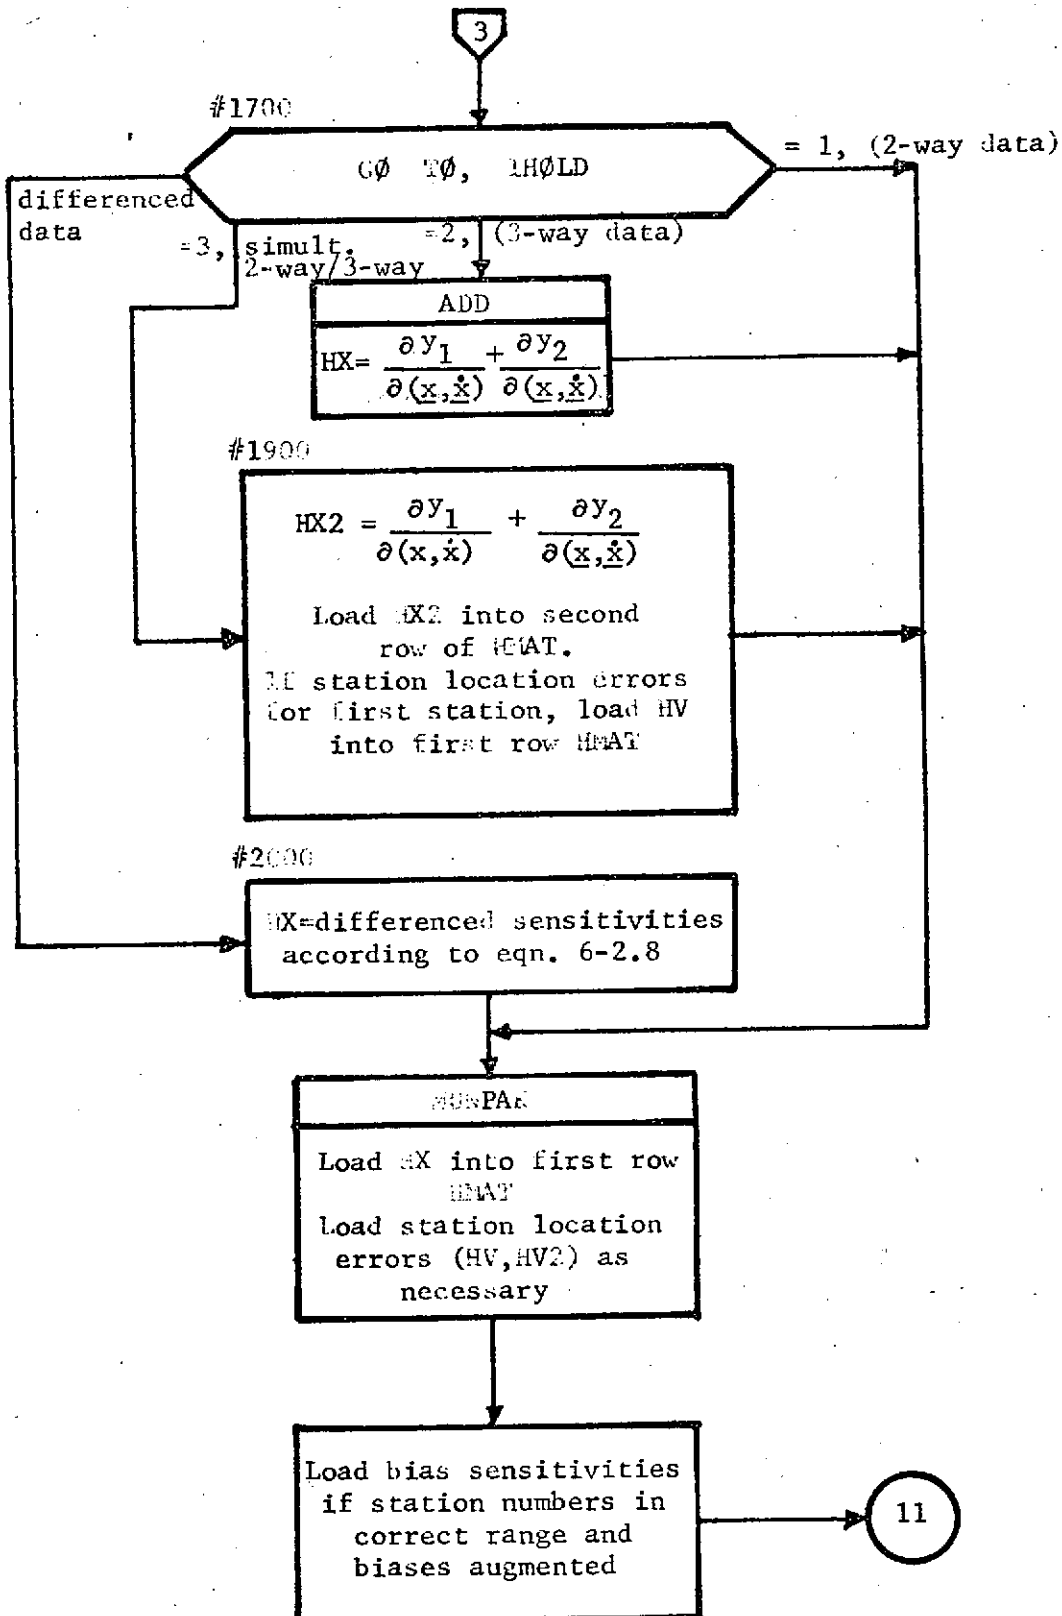 3
#1700
GØ TØ, IHØLD
= 1, (2-way data)
differenced
data
=3, simult.
2-way/3-way
=2, (3-way data)
ADD
HX= ∂y1/∂(x,ẋ) + ∂y2/∂(x,ẋ)
#1900
HX2 = ∂y1/∂(x,ẋ) + ∂y2/∂(x,ẋ)
Load HX2 into second
row of HMAT.
If station location errors
for first station, load HV
into first row HMAT
#2000
HX=differenced sensitivities
according to eqn. 6-2.8
Load HX into first row
HMAT
Load station location
errors (HV,HV2) as
necessary
Load bias sensitivities
if station numbers in
correct range and
biases augmented
11